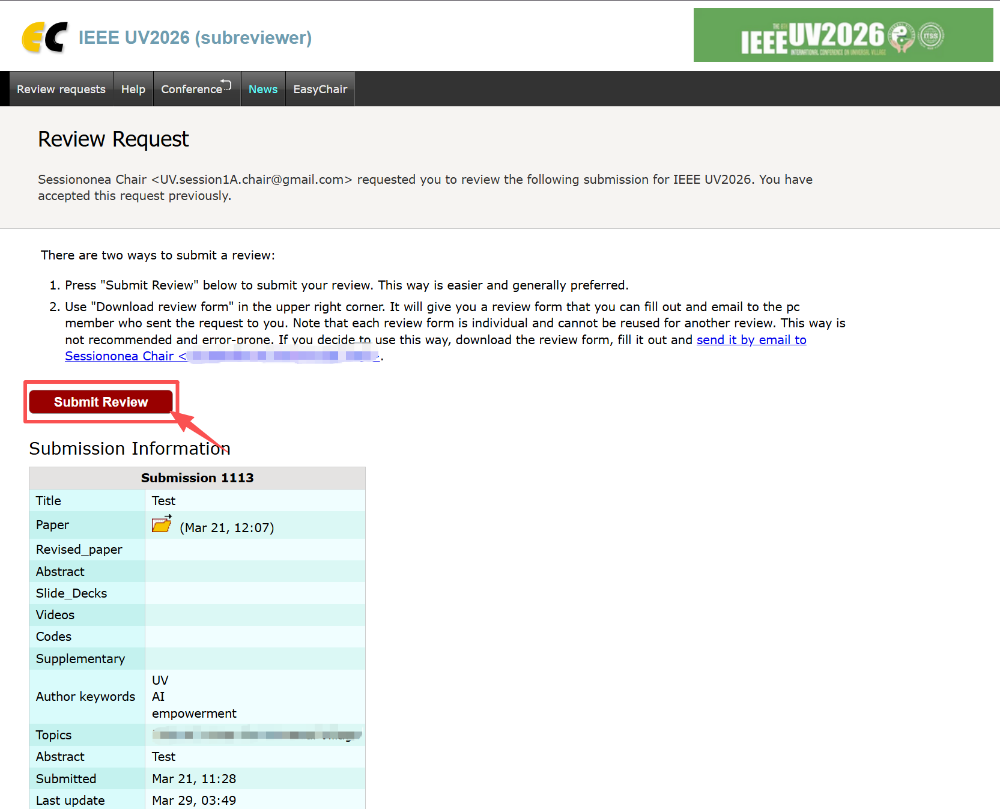 EC IEEE UV2026 (subreviewer)
THE 8TH IEEE UV2026
INTERNATIONAL CONFERENCE ON UNIVERSAL VILLAGE
ITSS
Review requests Help Conference News EasyChair
Review Request
Sessiononea Chair <UV.session1A.chair@gmail.com> requested you to review the following submission for IEEE UV2026. You have
accepted this request previously.
There are two ways to submit a review:
1. Press "Submit Review" below to submit your review. This way is easier and generally preferred.
2. Use "Download review form" in the upper right corner. It will give you a review form that you can fill out and email to the pc
member who sent the request to you. Note that each review form is individual and cannot be reused for another review. This way is
not recommended and error-prone. If you decide to use this way, download the review form, fill it out and send it by email to
Sessiononea Chair < >.
Submit Review
Submission Information
Submission 1113
Title Test
Paper (Mar 21, 12:07)
Revised_paper
Abstract
Slide_Decks
Videos
Codes
Supplementary
Author keywords UV
AI
empowerment
Topics
Abstract Test
Submitted Mar 21, 11:28
Last update Mar 29, 03:49